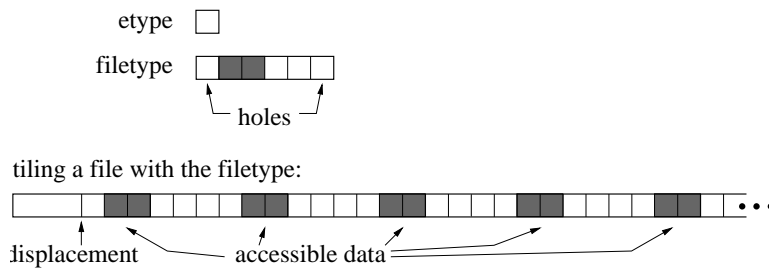 etype
filetype
holes
tiling a file with the filetype:
displacement accessible data